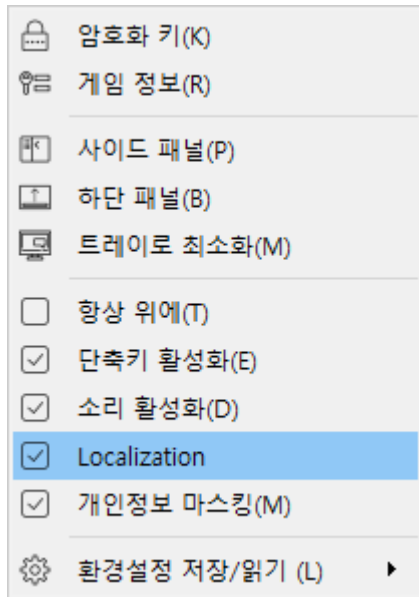 암호화 키(K)
게임 정보(R)
사이드 패널(P)
하단 패널(B)
트레이로 최소화(M)
항상 위에(T)
단축키 활성화(E)
소리 활성화(D)
Localization
개인정보 마스킹(M)
환경설정 저장/읽기 (L)